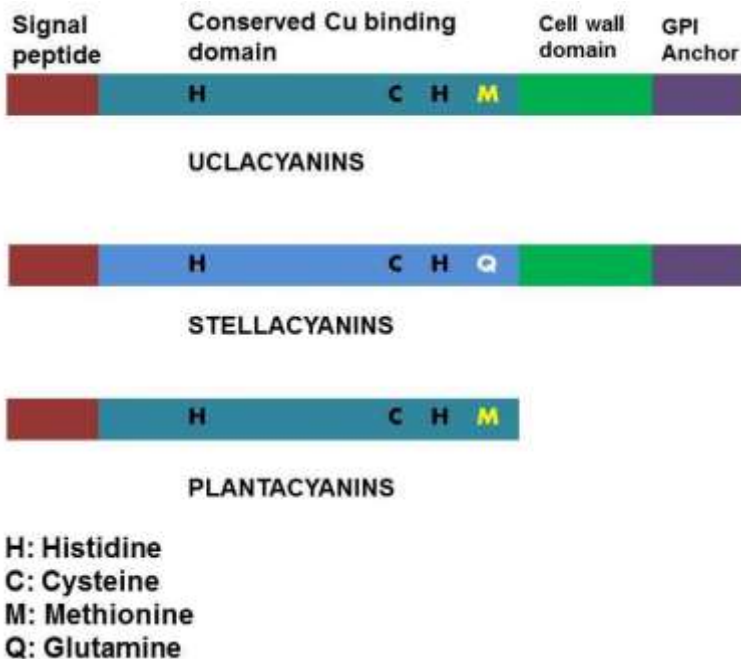 Signal peptide
Conserved Cu binding domain
Cell wall domain
GPI Anchor
H C H M
UCLACYANINS
H C H Q
STELLACYANINS
H C H M
PLANTACYANINS
H: Histidine
C: Cysteine
M: Methionine
Q: Glutamine